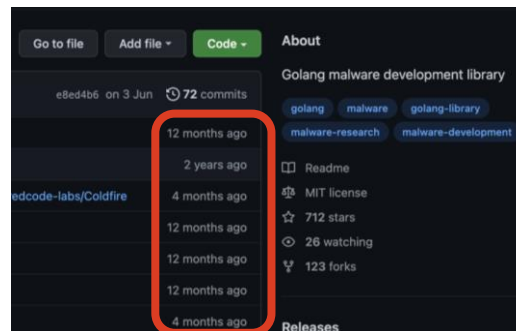 Go to file Add file Code
e8ed4b6 on 3 Jun 72 commits
12 months ago
2 years ago
edcode-labs/Coldfire 4 months ago
12 months ago
12 months ago
12 months ago
4 months ago
About
Golang malware development library
golang malware golang-library
malware-research malware-development
Readme
MIT license
712 stars
26 watching
123 forks
Releases